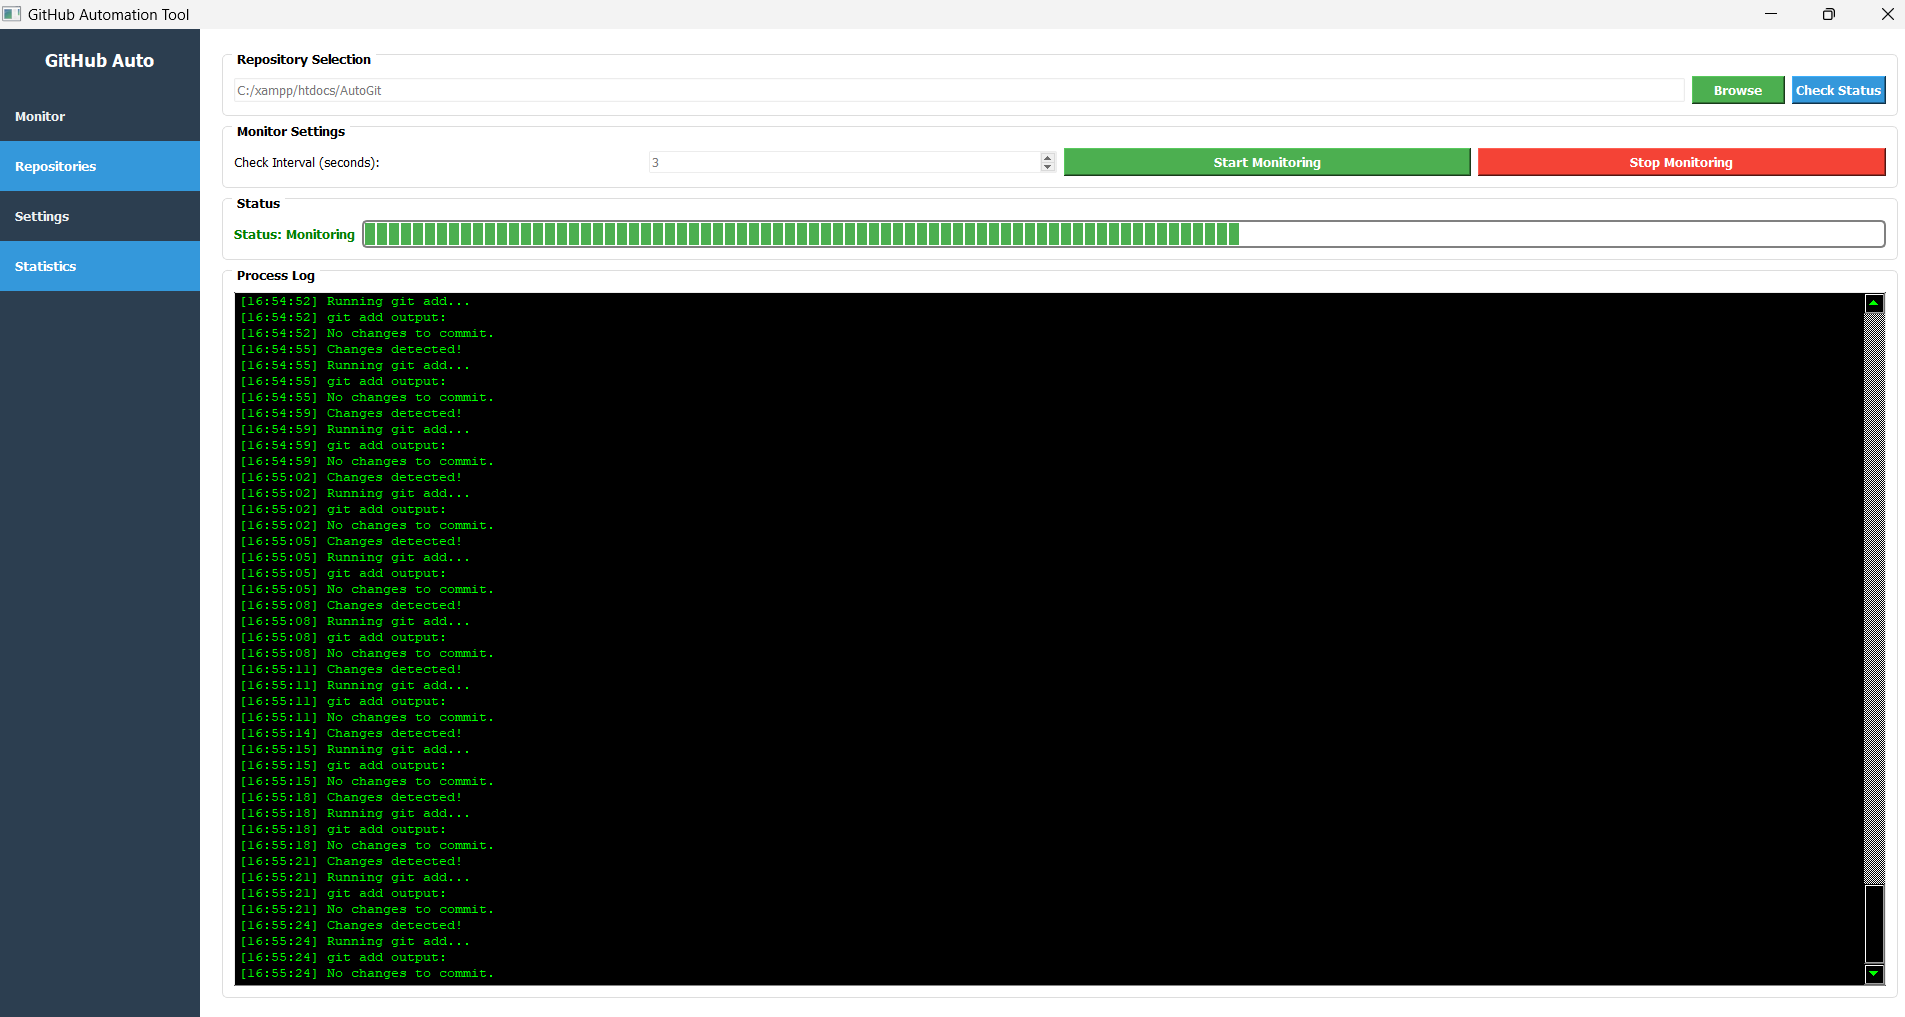 GitHub Automation Tool
GitHub Auto
Monitor
Repositories
Settings
Statistics
Repository Selection
C:/xampp/htdocs/AutoGit
Browse
Check Status
Monitor Settings
Check Interval (seconds):
3
Start Monitoring
Stop Monitoring
Status
Status: Monitoring
Process Log
[16:54:52] Running git add...
[16:54:52] git add output:
[16:54:52] No changes to commit.
[16:54:55] Changes detected!
[16:54:55] Running git add...
[16:54:55] git add output:
[16:54:55] No changes to commit.
[16:54:59] Changes detected!
[16:54:59] Running git add...
[16:54:59] git add output:
[16:54:59] No changes to commit.
[16:55:02] Changes detected!
[16:55:02] Running git add...
[16:55:02] git add output:
[16:55:02] No changes to commit.
[16:55:05] Changes detected!
[16:55:05] Running git add...
[16:55:05] git add output:
[16:55:05] No changes to commit.
[16:55:08] Changes detected!
[16:55:08] Running git add...
[16:55:08] git add output:
[16:55:08] No changes to commit.
[16:55:11] Changes detected!
[16:55:11] Running git add...
[16:55:11] git add output:
[16:55:11] No changes to commit.
[16:55:14] Changes detected!
[16:55:15] Running git add...
[16:55:15] git add output:
[16:55:15] No changes to commit.
[16:55:18] Changes detected!
[16:55:18] Running git add...
[16:55:18] git add output:
[16:55:18] No changes to commit.
[16:55:21] Changes detected!
[16:55:21] Running git add...
[16:55:21] git add output:
[16:55:21] No changes to commit.
[16:55:24] Changes detected!
[16:55:24] Running git add...
[16:55:24] git add output:
[16:55:24] No changes to commit.